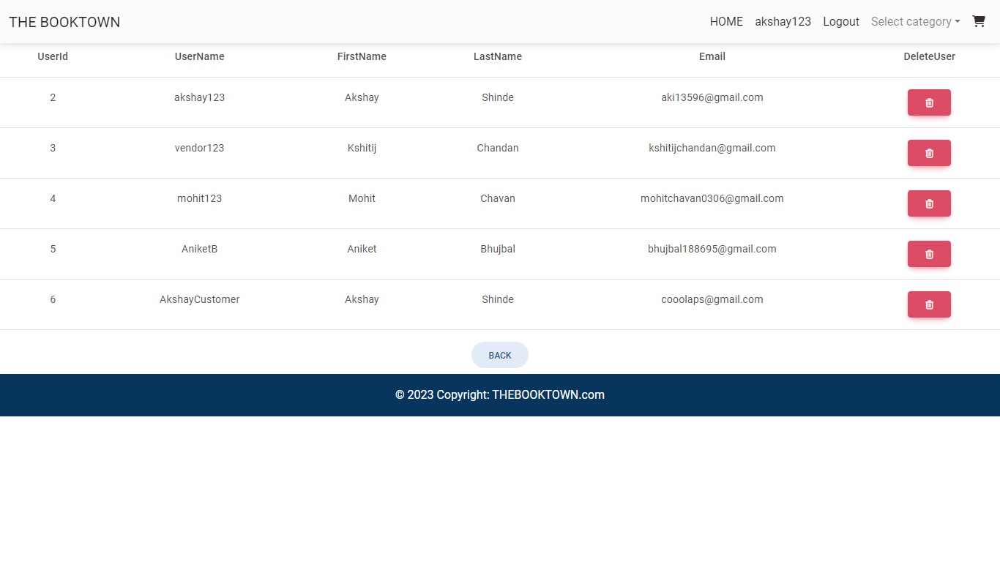 THE BOOKTOWN HOME akshay123 Logout Select category
UserId UserName FirstName LastName Email DeleteUser
2 akshay123 Akshay Shinde aki13596@gmail.com
3 vendor123 Kshitij Chandan kshitijchandan@gmail.com
4 mohit123 Mohit Chavan mohitchavan0306@gmail.com
5 AniketB Aniket Bhujbal bhujbal188695@gmail.com
6 AkshayCustomer Akshay Shinde cooolaps@gmail.com
BACK
© 2023 Copyright: THEBOOKTOWN.com